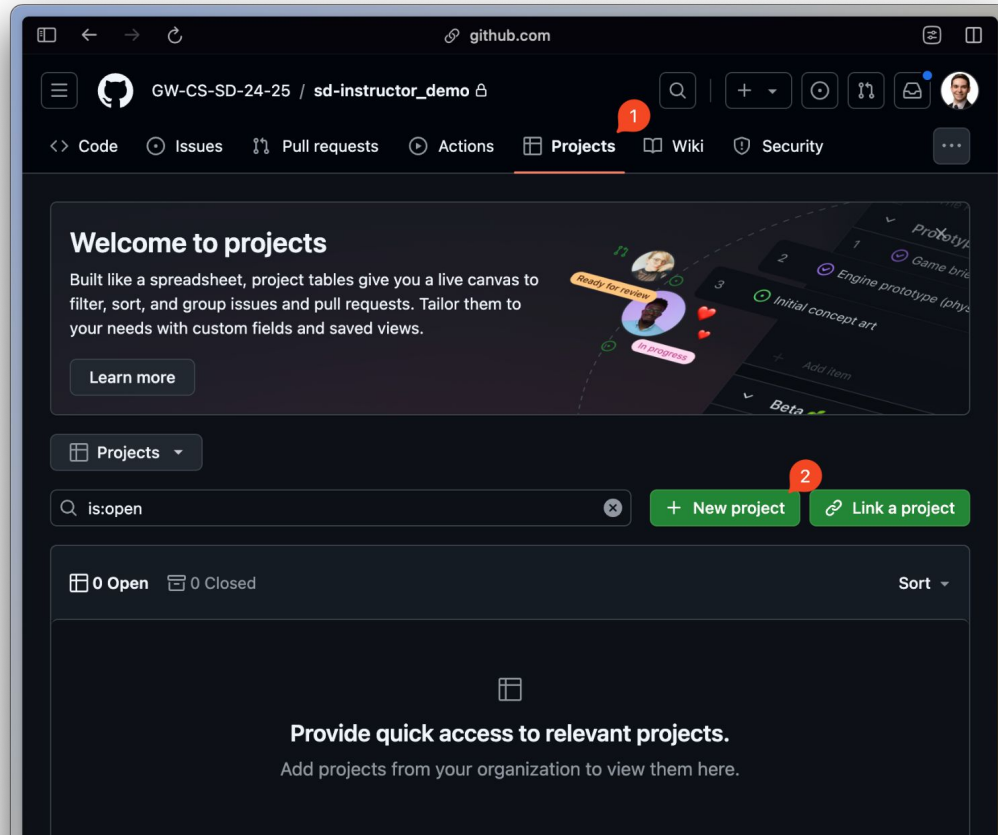 github.com
GW-CS-SD-24-25 / sd-instructor_demo
1
Code Issues Pull requests Actions Projects Wiki Security
Welcome to projects
Built like a spreadsheet, project tables give you a live canvas to
filter, sort, and group issues and pull requests. Tailor them to
your needs with custom fields and saved views.
Learn more
Ready for review
In progress
1 Game brie
2 Engine prototype (phys
3 Initial concept art
+ Add item
Beta
Projects
2
is:open
+ New project
Link a project
0 Open 0 Closed
Sort
Provide quick access to relevant projects.
Add projects from your organization to view them here.